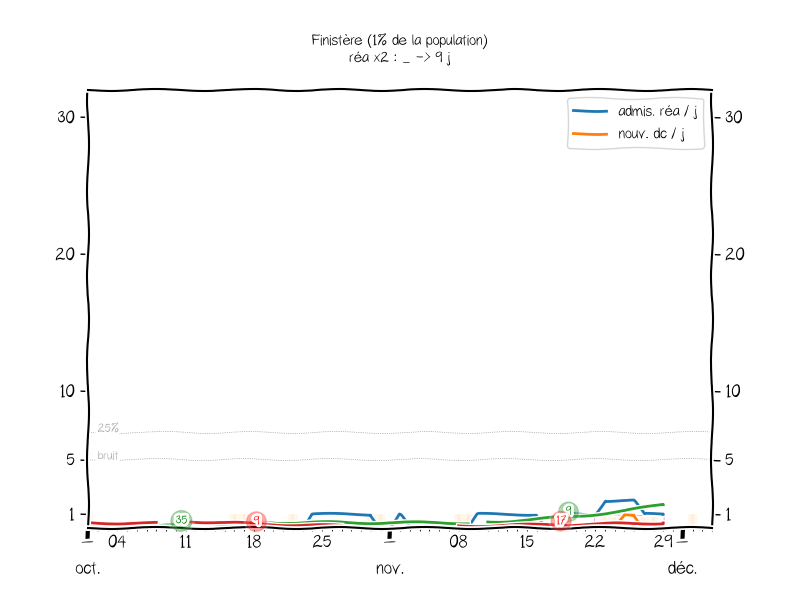 Finistère (1% de la population)
réa x2 : _ -> 9 j
admis. réa / j
nouv. dc / j
30
30
20
20
10
10
25%
5
bruit
5
1
35
9
9
17
1
04
11
18
25
08
15
22
29
oct.
nov.
déc.